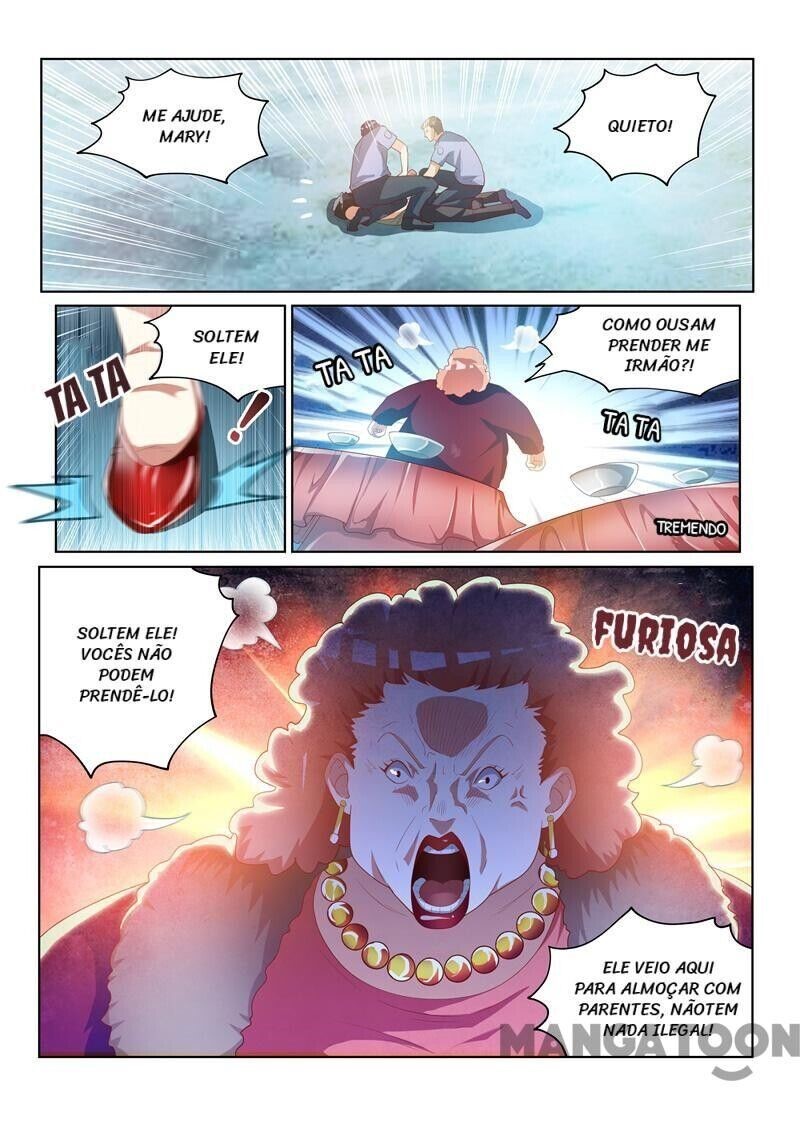 ME AJUDE,
MARY!
QUIETO!
SOLTEM
ELE!
TA TA
!
COMO OUSAM
PRENDER ME
IRMÃO?!
TA TA
TA TA
TREMENDO
SOLTEM ELE!
VOCÊS NÃO
PODEM
PRENDÊ-LO!
FURIOSA
ELE VEIO AQUI
PARA ALMOÇAR COM
PARENTES, NÃOTEM
NADA ILEGAL!
MANGATOON